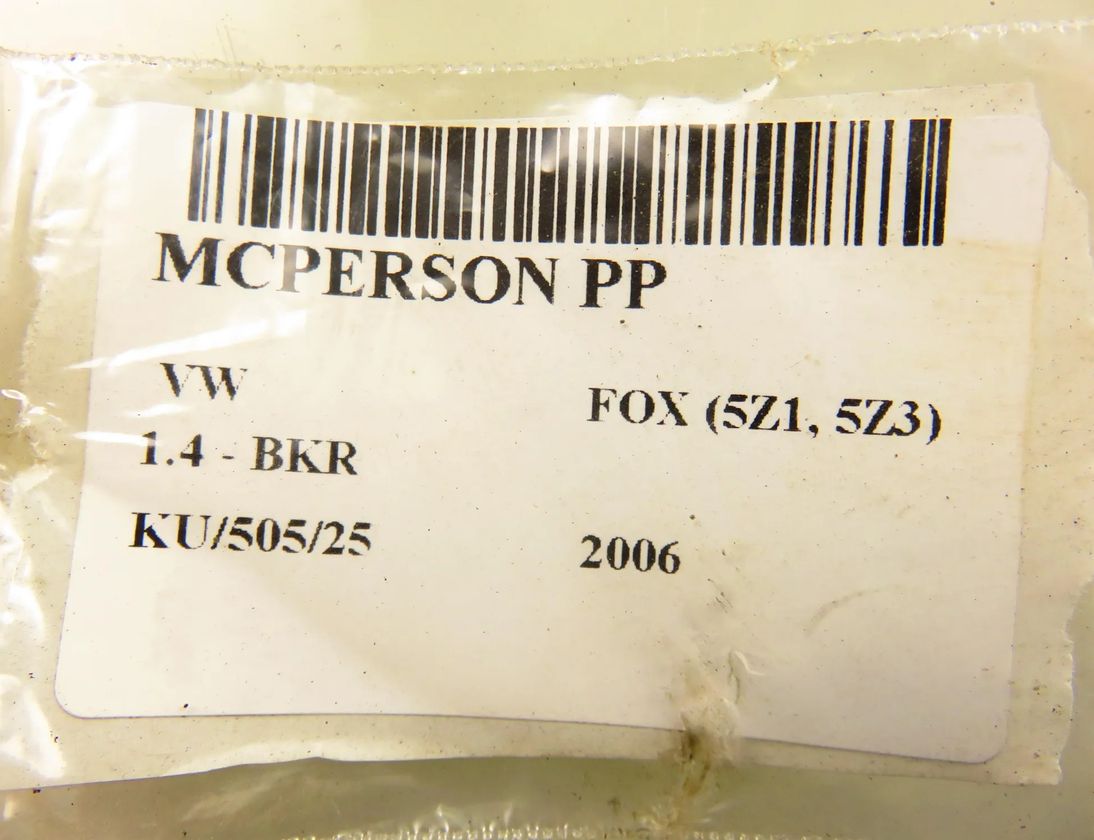 MCPERSON PP
VW FOX (5Z1, 5Z3)
1.4 - BKR
KU/505/25 2006